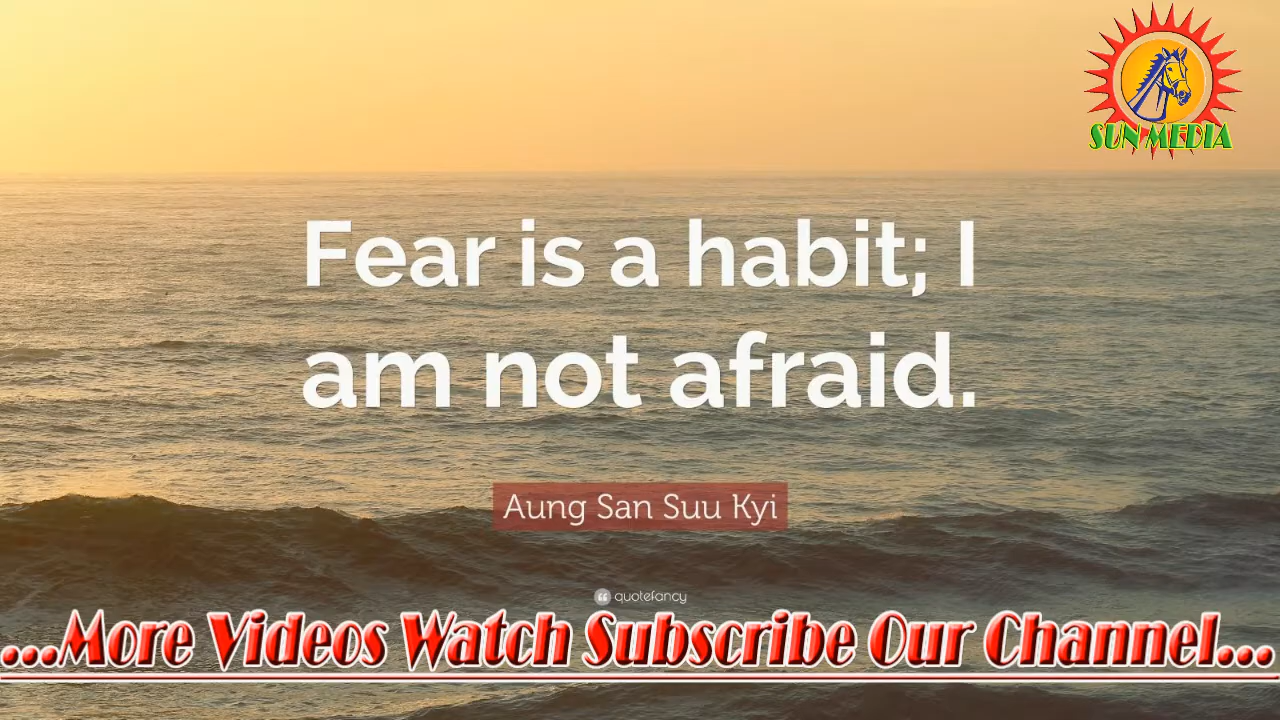 SUN MEDIA
Fear is a habit; I
am not afraid.
Aung San Suu Kyi
quotefancy
...More Videos Watch Subscribe Our Channel...